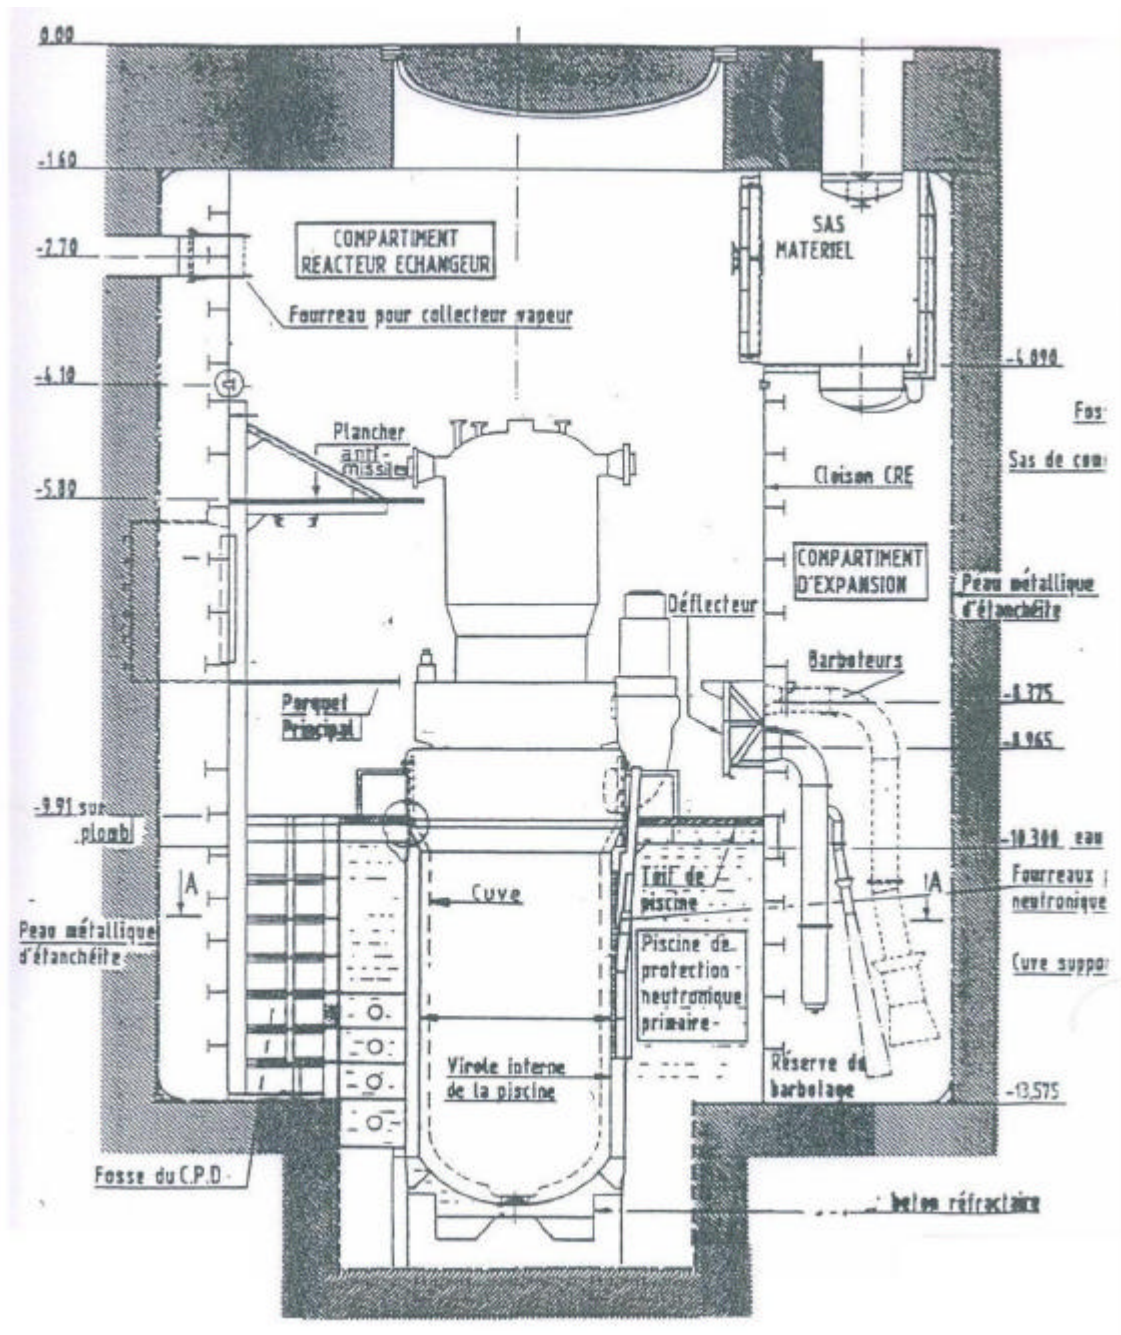 0.00
-1.60
COMPARTIMENT
REACTEUR ECHANGEUR
SAS
MATERIEL
-2.70
Fourreau pour collecteur vapeur
-4.090
-4.10
Fos
Plancher
anti-
missiles
Sas de com
Cloison CRE
-5.80
COMPARTIMENT
D'EXPANSION
Peau métallique
d'étanchéite
Déflecteur
Barboteurs
-8.375
Parquet
Principal
-8.965
-9.91 sur
plomb
-10.300 eau
A
A
Cuve
Toit de
piscine
Fourreaux
neutronique
Peau métallique
d'étanchéite
Piscine de
protection
neutronique
primaire
Cuve suppo
Virole interne
de la piscine
Réserve du
barbotage
-13,575
Fosse du C.P.D
beton réfractaire